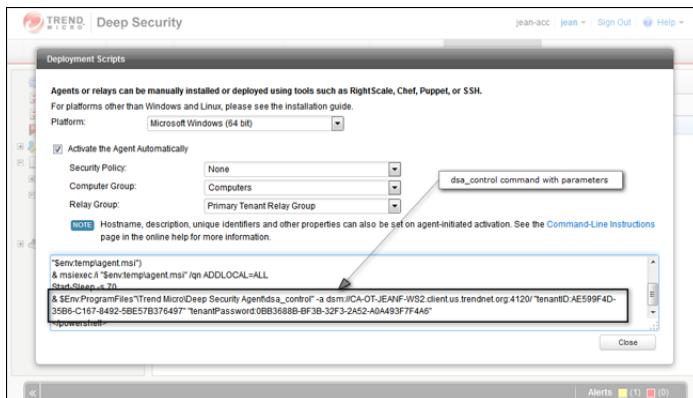 TREND MICRO Deep Security
jean-acc jean Sign Out Help
Deployment Scripts
Agents or relays can be manually installed or deployed using tools such as RightScale, Chef, Puppet, or SSH.
For platforms other than Windows and Linux, please see the installation guide.
Platform: Microsoft Windows (64 bit)
Activate the Agent Automatically
Security Policy: None
dsa_control command with parameters
Computer Group: Computers
Relay Group: Primary Tenant Relay Group
NOTE Hostname, description, unique identifiers and other properties can also be set on agent-initiated activation. See the Command-Line Instructions
page in the online help for more information.
"$env:temp\agent.msi")
& msiexec /i "$env:temp\agent.msi" /qn ADDLOCAL=ALL
Start-Sleep -s 70
& $Env:ProgramFiles"\Trend Micro\Deep Security Agent\dsa_control" -a dsm://CA-OT-JEANF-WS2.client.us.trendnet.org:4120/ "tenantID:AE599F4D-
35B6-C167-8492-5BE57B376497" "tenantPassword:0BB3688B-BF3B-32F3-2A52-A0A493F7F4A6"
</powershell>
Close
Alerts (1) (0)